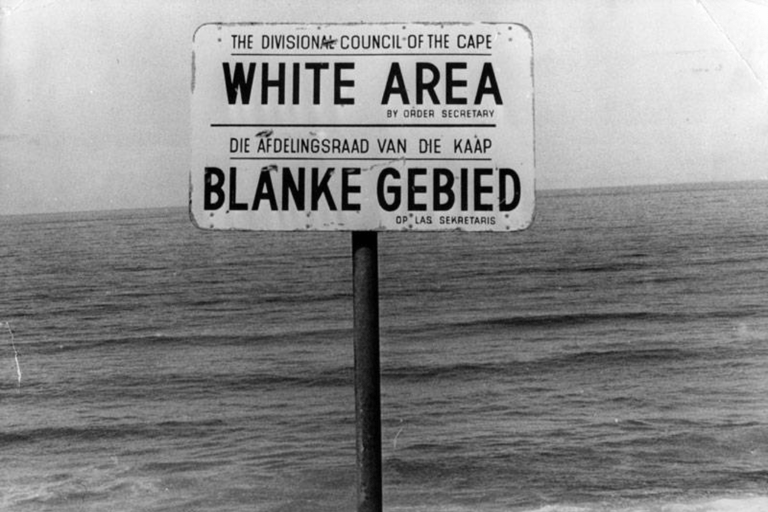 THE DIVISIONAL COUNCIL OF THE CAPE
WHITE AREA
BY ORDER SECRETARY
DIE AFDELINGSRAAD VAN DIE KAAP
BLANKE GEBIED
OP LAS SEKRETARIS